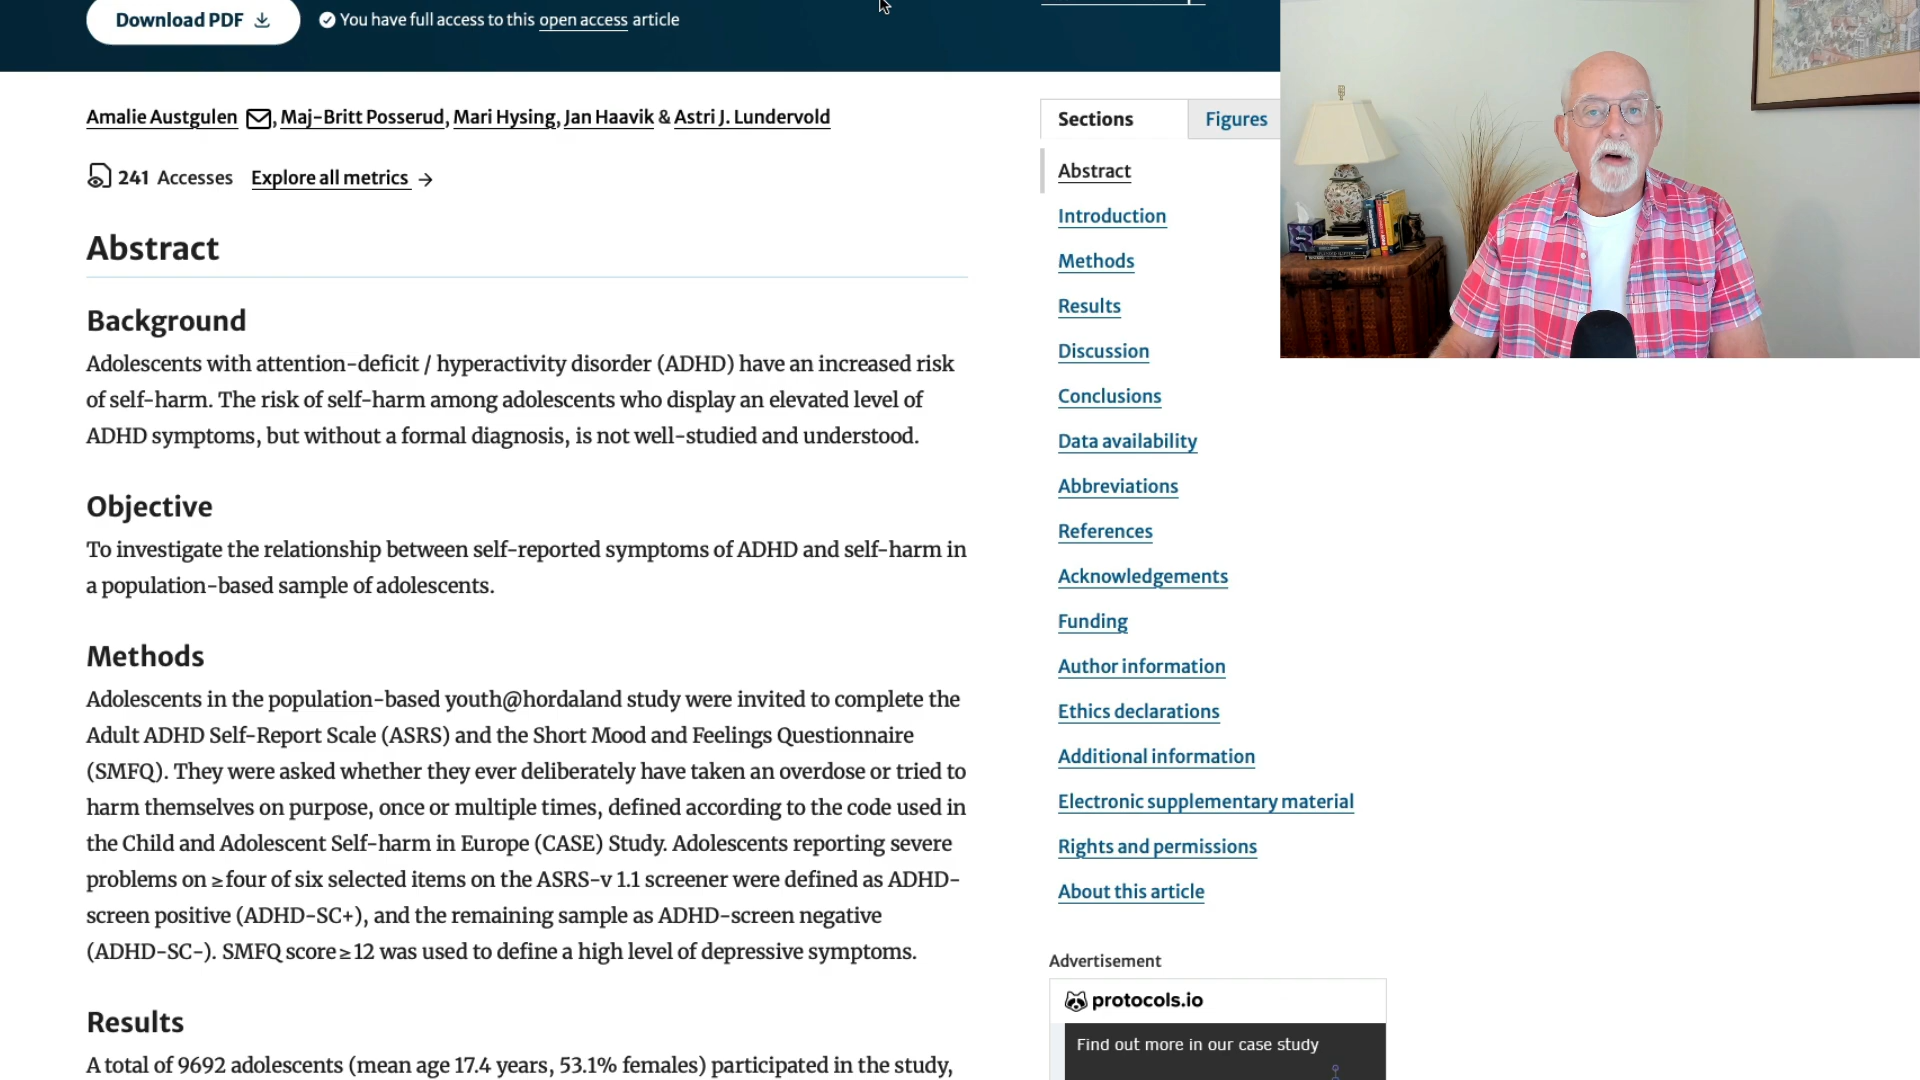 Download PDF
You have full access to this open access article
Amalie Austgulen, Maj-Britt Posserud, Mari Hysing, Jan Haavik & Astri J. Lundervold
241 Accesses Explore all metrics →
Abstract
Background
Adolescents with attention-deficit / hyperactivity disorder (ADHD) have an increased risk
of self-harm. The risk of self-harm among adolescents who display an elevated level of
ADHD symptoms, but without a formal diagnosis, is not well-studied and understood.
Objective
To investigate the relationship between self-reported symptoms of ADHD and self-harm in
a population-based sample of adolescents.
Methods
Adolescents in the population-based youth@hordaland study were invited to complete the
Adult ADHD Self-Report Scale (ASRS) and the Short Mood and Feelings Questionnaire
(SMFQ). They were asked whether they ever deliberately have taken an overdose or tried to
harm themselves on purpose, once or multiple times, defined according to the code used in
the Child and Adolescent Self-harm in Europe (CASE) Study. Adolescents reporting severe
problems on ≥ four of six selected items on the ASRS-v 1.1 screener were defined as ADHD-
screen positive (ADHD-SC+), and the remaining sample as ADHD-screen negative
(ADHD-SC-). SMFQ score ≥ 12 was used to define a high level of depressive symptoms.
Results
A total of 9692 adolescents (mean age 17.4 years, 53.1% females) participated in the study,
Sections
Figures
Abstract
Introduction
Methods
Results
Discussion
Conclusions
Data availability
Abbreviations
References
Acknowledgements
Funding
Author information
Ethics declarations
Additional information
Electronic supplementary material
Rights and permissions
About this article
Advertisement
protocols.io
Find out more in our case study